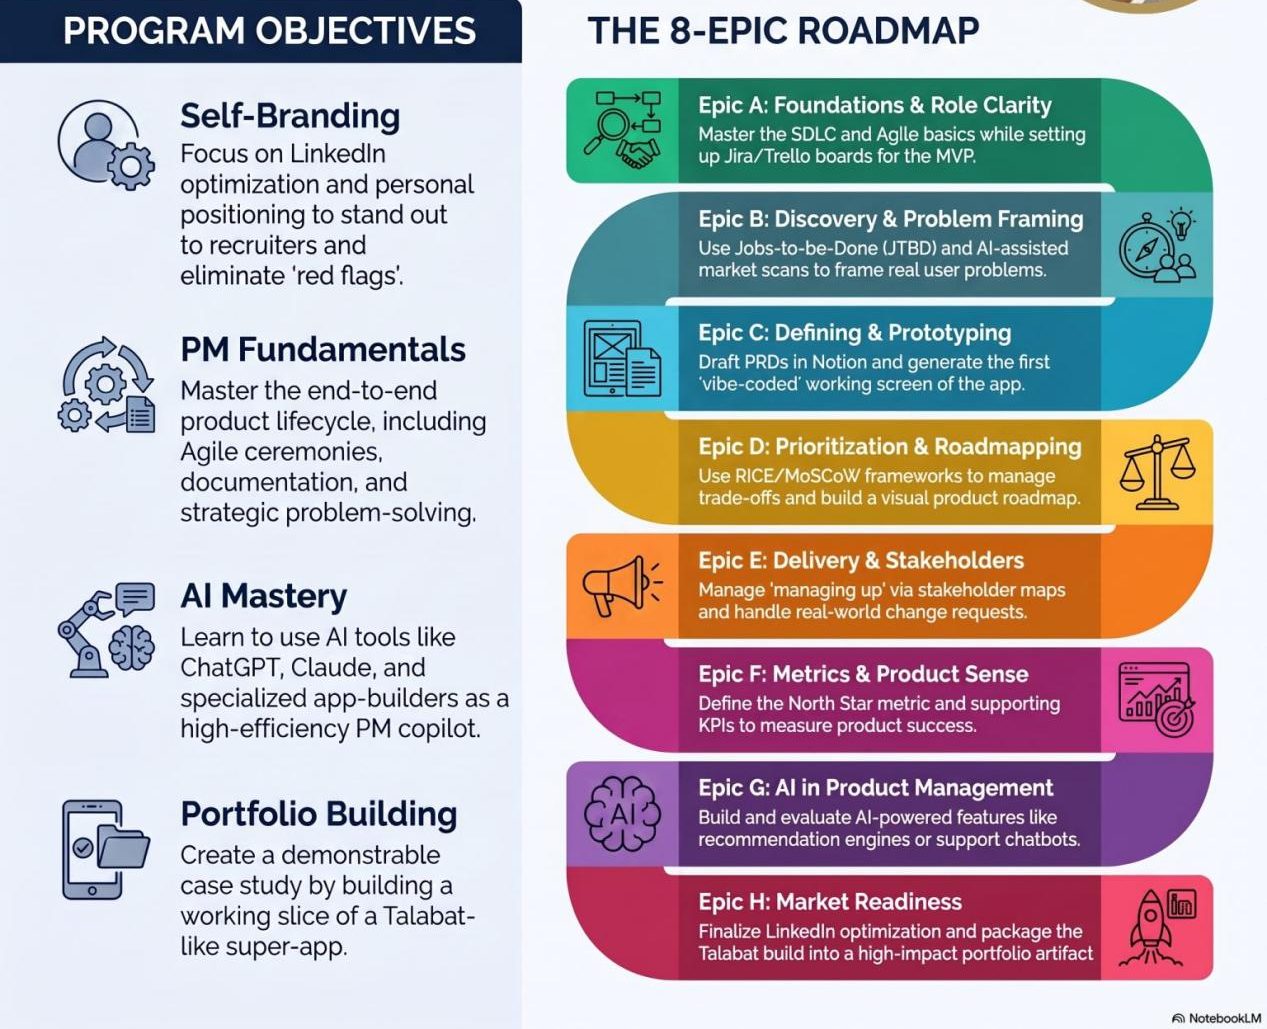 PROGRAM OBJECTIVES
Self-Branding
Focus on LinkedIn
optimization and personal
positioning to stand out
to recruiters and
eliminate 'red flags'.
PM Fundamentals
Master the end-to-end
product lifecycle, including
Agile ceremonies,
documentation, and
strategic problem-solving.
AI Mastery
Learn to use AI tools like
ChatGPT, Claude, and
specialized app-builders as a
high-efficiency PM copilot.
Portfolio Building
Create a demonstrable
case study by building a
working slice of a Talabat-
like super-app.
THE 8-EPIC ROADMAP
Epic A: Foundations & Role Clarity
Master the SDLC and Agile basics while setting
up Jira/Trello boards for the MVP.
Epic B: Discovery & Problem Framing
Use Jobs-to-be-Done (JTBD) and AI-assisted
market scans to frame real user problems.
Epic C: Defining & Prototyping
Draft PRDs in Notion and generate the first
'vibe-coded' working screen of the app.
Epic D: Prioritization & Roadmapping
Use RICE/MoSCoW frameworks to manage
trade-offs and build a visual product roadmap.
Epic E: Delivery & Stakeholders
Manage 'managing up' via stakeholder maps
and handle real-world change requests.
Epic F: Metrics & Product Sense
Define the North Star metric and supporting
KPIs to measure product success.
AI
Epic G: AI in Product Management
Build and evaluate AI-powered features like
recommendation engines or support chatbots.
Epic H: Market Readiness
Finalize LinkedIn optimization and package the
Talabat build into a high-impact portfolio artifact
NotebookLM